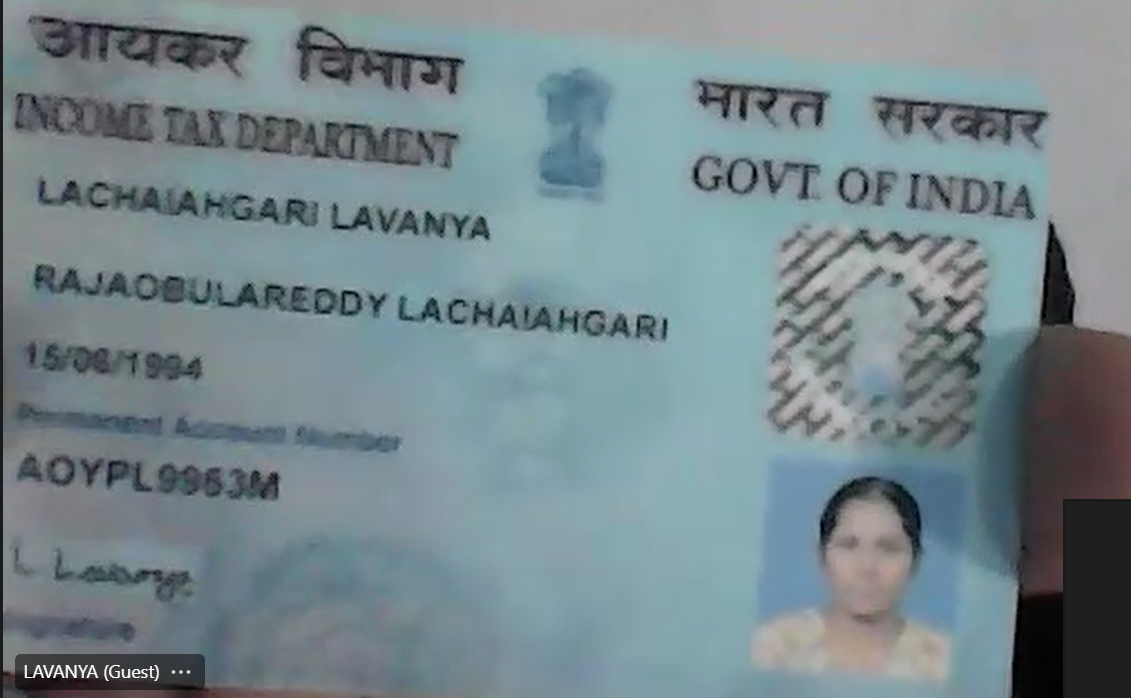 आयकर विभाग
INCOME TAX DEPARTMENT
भारत सरकार
GOVT. OF INDIA
LACHAIAHGARI LAVANYA
RAJAOBULAREDDY LACHAIAHGARI
15/06/1994
Permanent Account Number
AOYPL9963M
L Lavanya
Signature
LAVANYA (Guest) •••